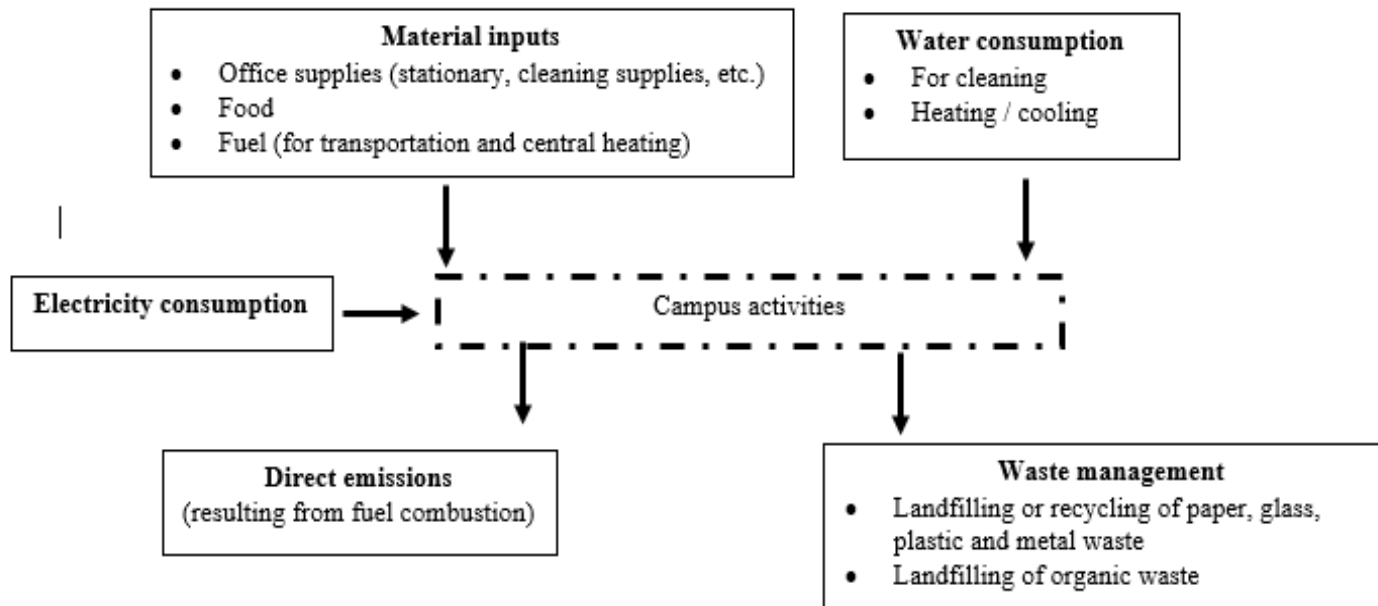 Material inputs
• Office supplies (stationary, cleaning supplies, etc.)
• Food
• Fuel (for transportation and central heating)
Water consumption
• For cleaning
• Heating / cooling
Electricity consumption
Campus activities
Direct emissions
(resulting from fuel combustion)
Waste management
• Landfilling or recycling of paper, glass,
plastic and metal waste
• Landfilling of organic waste